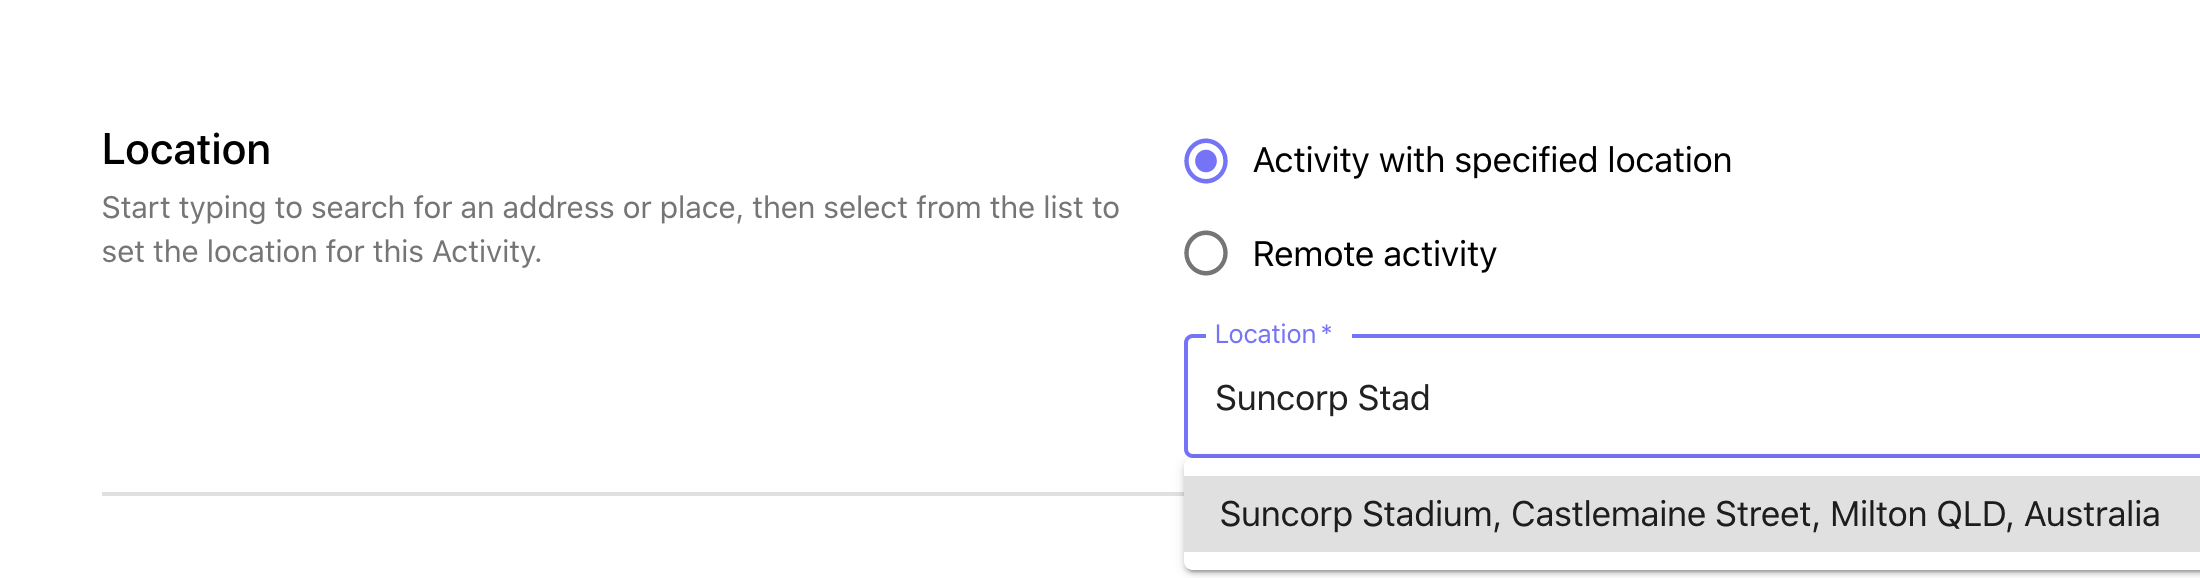 Location
Start typing to search for an address or place, then select from the list to
set the location for this Activity.
Activity with specified location
Remote activity
Location *
Suncorp Stad
Suncorp Stadium, Castlemaine Street, Milton QLD, Australia